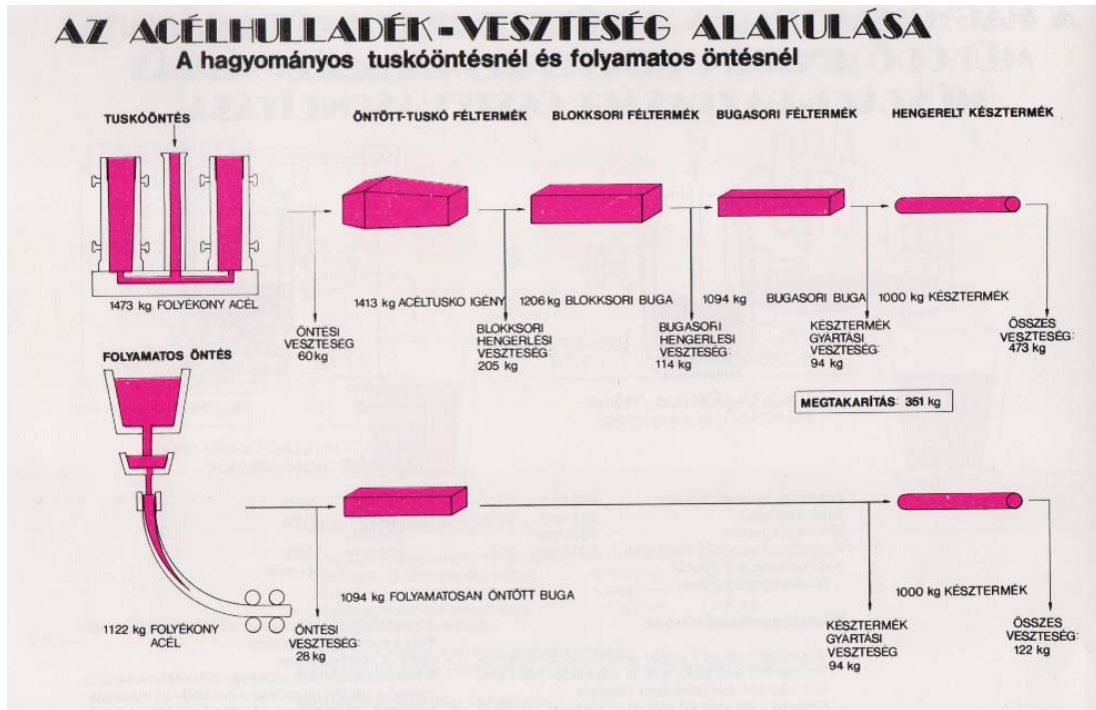 AZ ACÉLHULLADÉK-VESZTESÉG ALAKULÁSA
A hagyományos tuskóöntésnél és folyamatos öntésnél
TUSKÓÖNTÉS
ÖNTÖTT-TUSKÓ FÉLTERMÉK
BLOKKSORI FÉLTERMÉK
BUGASORI FÉLTERMÉK
HENGERELT KÉSZTERMÉK
1473 kg FOLYÉKONY ACÉL
1413 kg ACÉLTUSKO IGÉNY
1206 kg BLOKKSORI BUGA
1094 kg BUGASORI BUGA
1000 kg KÉSZTERMÉK
ÖNTÉSI
VESZTESÉG
60 kg
BLOKKSORI
HENGERLÉSI
VESZTESÉG:
205 kg
BUGASORI
HENGERLÉSI
VESZTESÉG:
114 kg
KÉSZTERMÉK
GYÁRTÁSI
VESZTESÉG:
94 kg
ÖSSZES
VESZTESÉG:
473 kg
MEGTAKARÍTÁS: 351 kg
FOLYAMATOS ÖNTÉS
1122 kg FOLYÉKONY
ACÉL
ÖNTÉSI
VESZTESÉG:
28 kg
1094 kg FOLYAMATOSAN ÖNTÖTT BUGA
KÉSZTERMÉK
GYÁRTÁSI
VESZTESÉG
94 kg
1000 kg KÉSZTERMÉK
ÖSSZES
VESZTESÉG:
122 kg